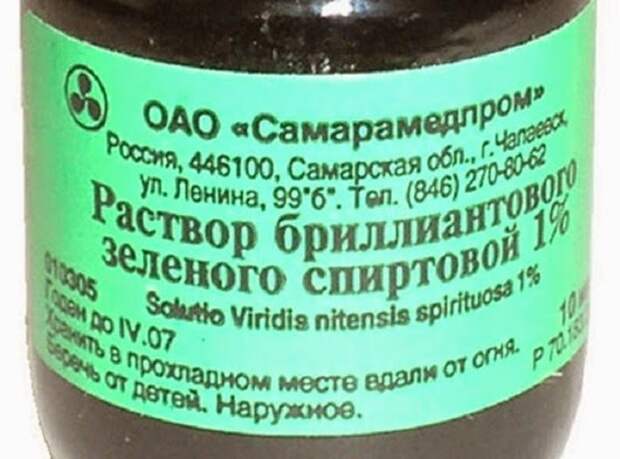 ОАО «Самарамедпром»
Россия, 446100, Самарская обл., г.Чапаевск,
ул. Ленина, 99"б". Тел. (846) 270-80-62
Раствор бриллиантового
зеленого спиртовой 1%
010305 Solutio Viridis nitensis spirituosa 1%
Годен до IV.07 10
Хранить в прохладном месте вдали от огня.
Беречь от детей. Наружное. Р 70.